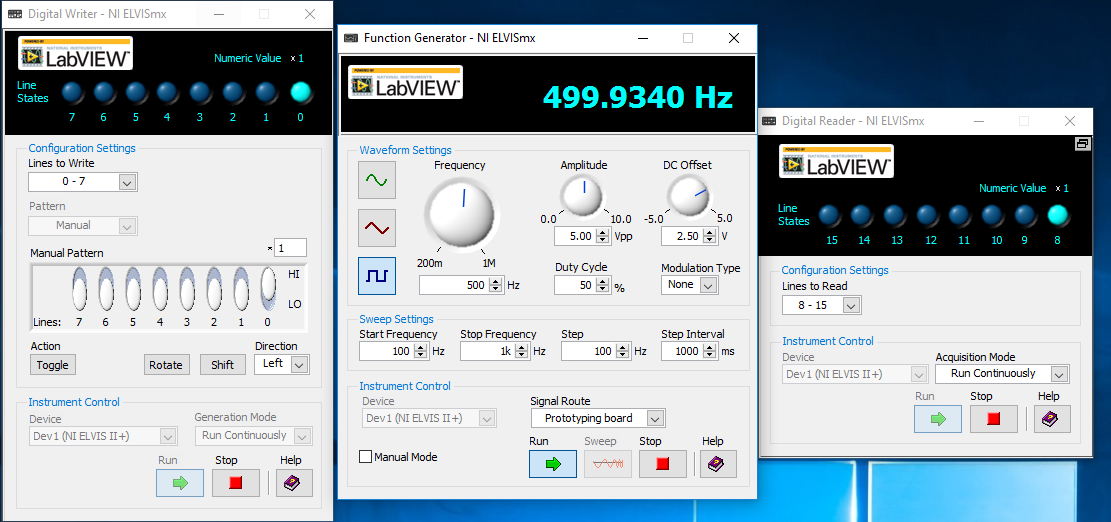 Digital Writer - NI ELVISmx
POWERED BY
NATIONAL INSTRUMENTS
LabVIEW™
Numeric Value x 1
Line
States
7 6 5 4 3 2 1 0
Configuration Settings
Lines to Write
0 - 7
Pattern
Manual
Manual Pattern
* 1
HI
LO
Lines: 7 6 5 4 3 2 1 0
Action
Direction
Toggle Rotate Shift Left
Instrument Control
Device
Generation Mode
Dev1 (NI ELVIS II+) Run Continuously
Run Stop Help
Function Generator - NI ELVISmx
POWERED BY
NATIONAL INSTRUMENTS
LabVIEW™
499.9340 Hz
Waveform Settings
Frequency Amplitude DC Offset
0.0 10.0 -5.0 5.0
5.00 Vpp 2.50 V
200m 1M
Duty Cycle Modulation Type
500 Hz 50 % None
Sweep Settings
Start Frequency Stop Frequency Step Step Interval
100 Hz 1k Hz 100 Hz 1000 ms
Instrument Control
Device Signal Route
Dev1 (NI ELVIS II+) Prototyping board
Run Sweep Stop Help
Manual Mode
Digital Reader - NI ELVISmx
POWERED BY
NATIONAL INSTRUMENTS
LabVIEW™
Numeric Value x 1
Line
States
15 14 13 12 11 10 9 8
Configuration Settings
Lines to Read
8 - 15
Instrument Control
Device Acquisition Mode
Dev1 (NI ELVIS II+) Run Continuously
Run Stop Help